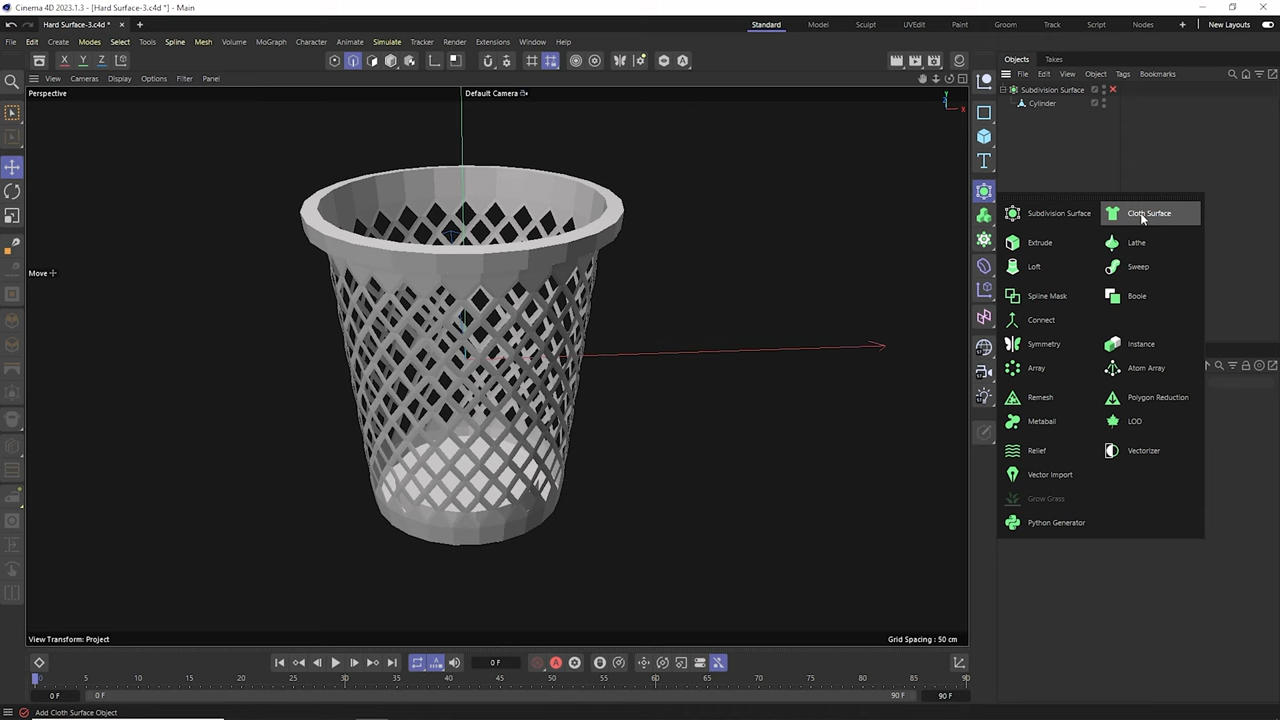 Cinema 4D 2023.1.3 - [Hard Surface-3.c4d *] - Main
Hard Surface-3.c4d *
Standard Model Sculpt UVEdit Paint Groom Track Script Nodes New Layouts
File Edit Create Modes Select Tools Spline Mesh Volume MoGraph Character Animate Simulate Tracker Render Extensions Window Help
X Y Z
Objects Takes
File Edit View Object Tags Bookmarks
View Cameras Display Options Filter Panel
Perspective
Default Camera
Y
X
Subdivision Surface
Cylinder
Subdivision Surface Cloth Surface
Extrude Lathe
Loft Sweep
Spline Mask Boole
Connect
Symmetry Instance
Array Atom Array
Remesh Polygon Reduction
Metaball LOD
Relief Vectorizer
Vector Import
Grow Grass
Python Generator
Move
View Transform: Project
Grid Spacing : 50 cm
0 F
0 5 10 15 20 25 30 35 40 45 50 55 60 65 70 75 80 85 90
0 F 0 F 90 F 90 F
Add Cloth Surface Object